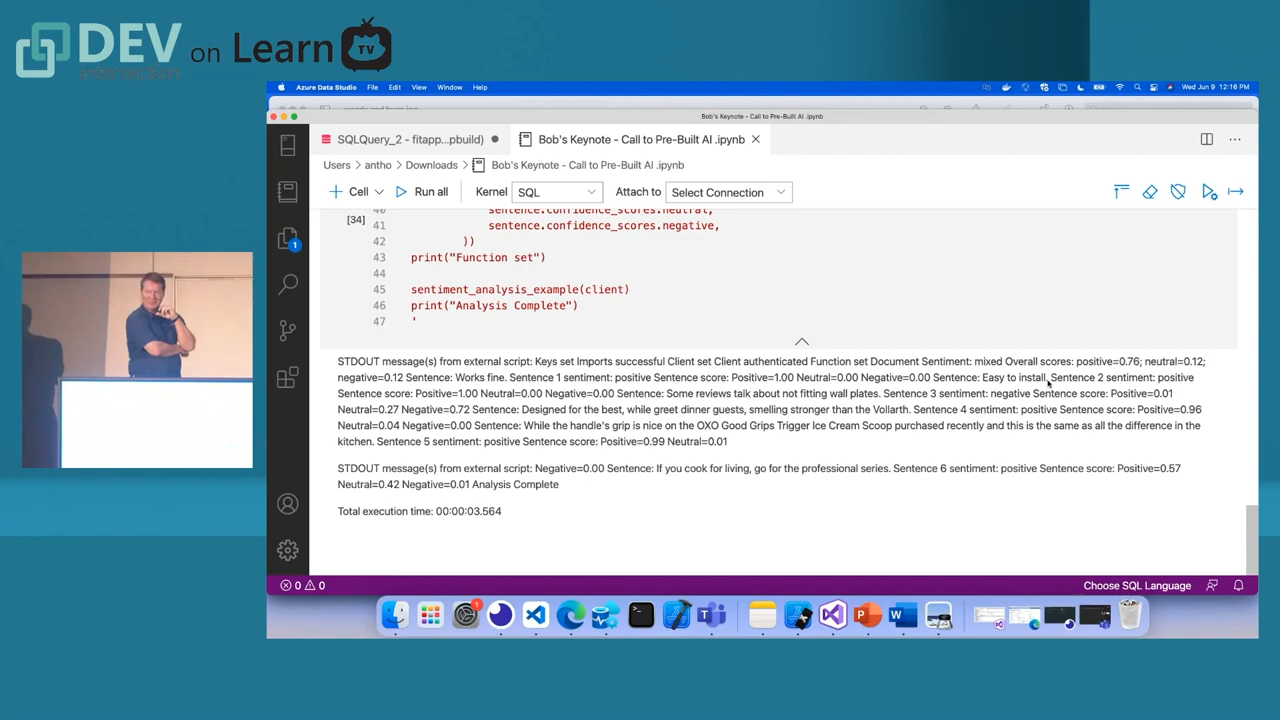 DEV on Learn TV
intersection
Azure Data Studio File Edit View Window Help Wed Jun 9 12:16 PM
Bob's Keynote - Call to Pre-Built AI .ipynb
SQLQuery_2 - fitapp...pbuild) Bob's Keynote - Call to Pre-Built AI .ipynb
Users antho Downloads Bob's Keynote - Call to Pre-Built AI .ipynb
Cell Run all Kernel SQL Attach to Select Connection
40 sentence.confidence_scores.neutral,
[34] 41 sentence.confidence_scores.negative,
42 ))
43 print("Function set")
44
45 sentiment_analysis_example(client)
46 print("Analysis Complete")
47 '
1
STDOUT message(s) from external script: Keys set Imports successful Client set Client authenticated Function set Document Sentiment: mixed Overall scores: positive=0.76; neutral=0.12;
negative=0.12 Sentence: Works fine. Sentence 1 sentiment: positive Sentence score: Positive=1.00 Neutral=0.00 Negative=0.00 Sentence: Easy to install. Sentence 2 sentiment: positive
Sentence score: Positive=1.00 Neutral=0.00 Negative=0.00 Sentence: Some reviews talk about not fitting wall plates. Sentence 3 sentiment: negative Sentence score: Positive=0.01
Neutral=0.27 Negative=0.72 Sentence: Designed for the best, while greet dinner guests, smelling stronger than the Vollarth. Sentence 4 sentiment: positive Sentence score: Positive=0.96
Neutral=0.04 Negative=0.00 Sentence: While the handle's grip is nice on the OXO Good Grips Trigger Ice Cream Scoop purchased recently and this is the same as all the difference in the
kitchen. Sentence 5 sentiment: positive Sentence score: Positive=0.99 Neutral=0.01
STDOUT message(s) from external script: Negative=0.00 Sentence: If you cook for living, go for the professional series. Sentence 6 sentiment: positive Sentence score: Positive=0.57
Neutral=0.42 Negative=0.01 Analysis Complete
Total execution time: 00:00:03.564
0 0 Choose SQL Language
1